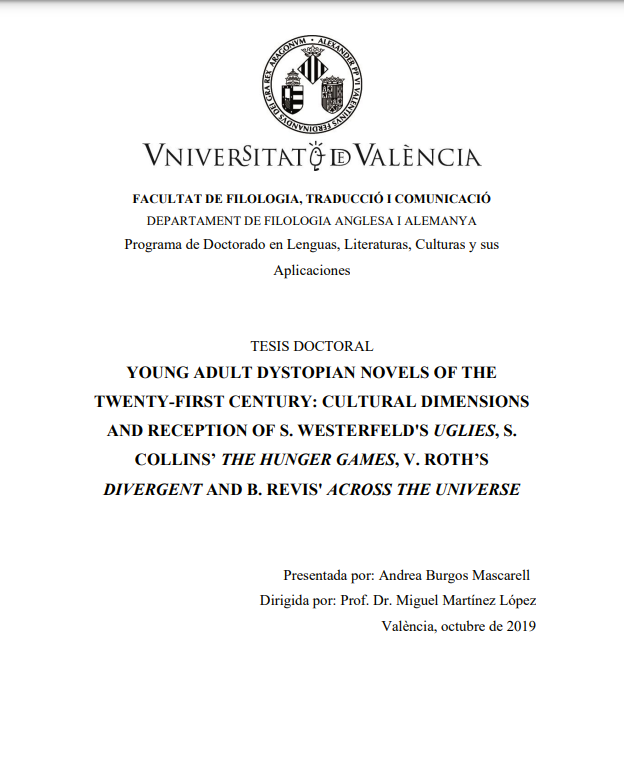 ALEXANDER PP VI VALENTINVS FERDINANDVS DEI GRA REX ARAGONVM
VNIVERSITAT DE VALÈNCIA
FACULTAT DE FILOLOGIA, TRADUCCIÓ I COMUNICACIÓ
DEPARTAMENT DE FILOLOGIA ANGLESA I ALEMANYA
Programa de Doctorado en Lenguas, Literaturas, Culturas y sus
Aplicaciones
TESIS DOCTORAL
YOUNG ADULT DYSTOPIAN NOVELS OF THE
TWENTY-FIRST CENTURY: CULTURAL DIMENSIONS
AND RECEPTION OF S. WESTERFELD'S UGLIES, S.
COLLINS’ THE HUNGER GAMES, V. ROTH’S
DIVERGENT AND B. REVIS' ACROSS THE UNIVERSE
Presentada por: Andrea Burgos Mascarell
Dirigida por: Prof. Dr. Miguel Martínez López
València, octubre de 2019